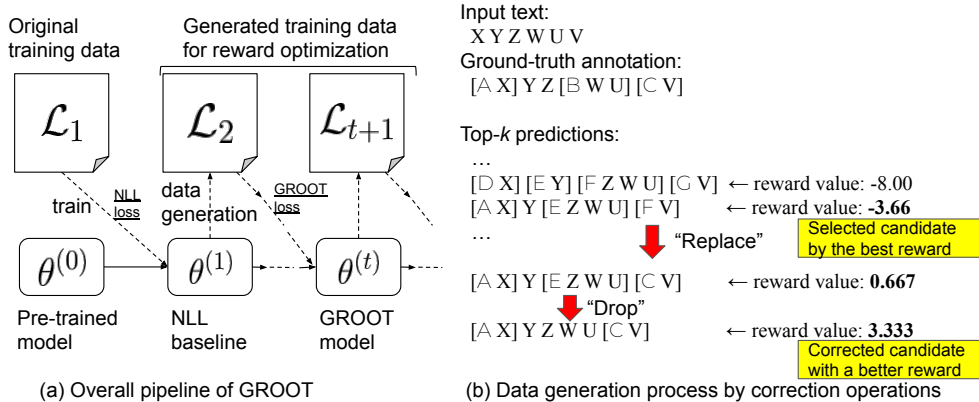 Original
training data
Generated training data
for reward optimization
ℒ₁
ℒ₂
ℒₜ₊₁
train
NLL
loss
data
generation
GROOT
loss
θ⁽⁰⁾
θ⁽¹⁾
θ⁽ᵗ⁾
Pre-trained
model
NLL
baseline
GROOT
model
(a) Overall pipeline of GROOT
Input text:
X Y Z W U V
Ground-truth annotation:
[A X] Y Z [B W U] [C V]
Top-k predictions:
...
[D X] [E Y] [F Z W U] [G V] ← reward value: -8.00
[A X] Y [E Z W U] [F V] ← reward value: -3.66
Selected candidate
by the best reward
...
"Replace"
[A X] Y [E Z W U] [C V] ← reward value: 0.667
"Drop"
[A X] Y Z W U [C V] ← reward value: 3.333
Corrected candidate
with a better reward
(b) Data generation process by correction operations